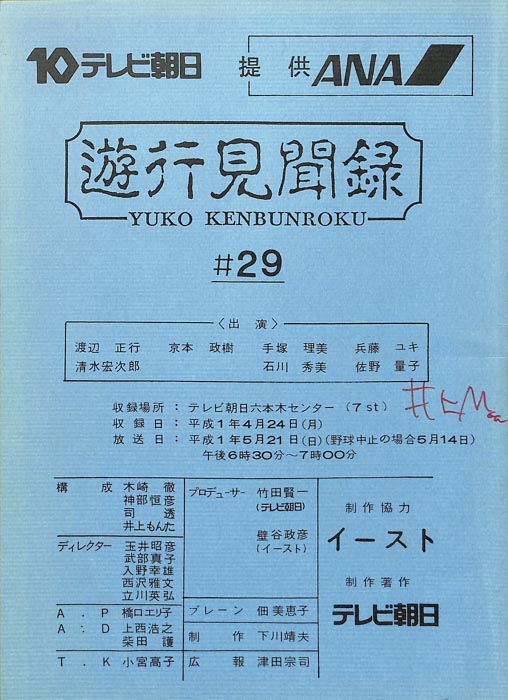 10 テレビ朝日 提供 ANA
遊行見聞録
YUKO KENBUNROKU
#29
〈出演〉
渡辺 正行 京本 政樹 手塚 理美 兵藤 ユキ
清水宏次郎 石川 秀美 佐野 量子
収録場所：テレビ朝日六本木センター（7st）
収録日：平成1年4月24日（月）
放送日：平成1年5月21日（日）（野球中止の場合5月14日）
午後6時30分〜7:00分
構成 木崎 徹
神部恒彦
司 透
井上もんた
ディレクター 玉井昭彦
武部真子
入野幸雄
西沢雅文
立川英弘
A．P 橋口エリ子
A．D 上西浩之
柴田 護
T．K 小宮高子
プロデューサー 竹田賢一
（テレビ朝日）
壁谷政彦
（イースト）
ブレーン 佃美恵子
制作 下川靖夫
広報 津田宗司
制作協力
イースト
制作著作
テレビ朝日